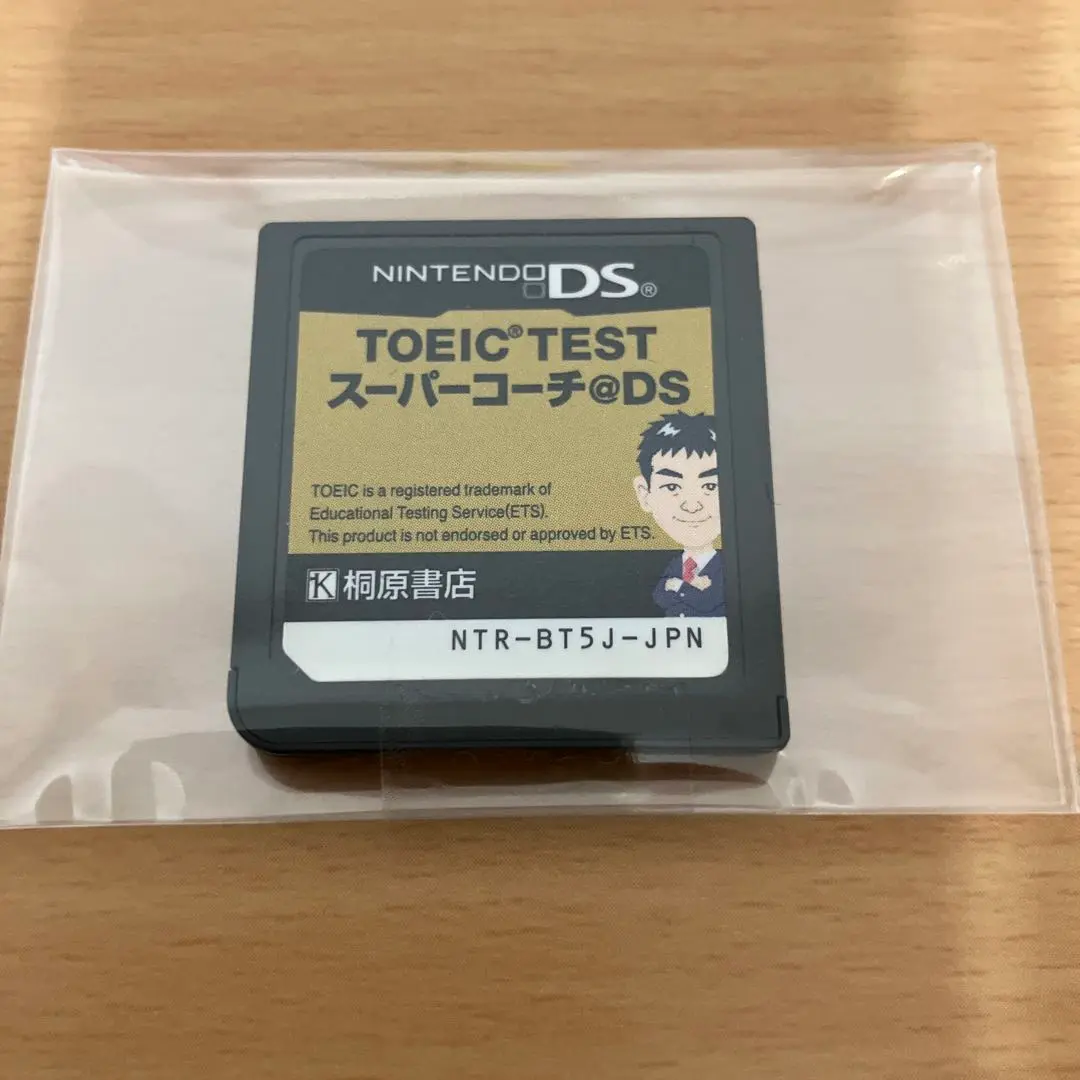 NINTENDO DS®
TOEIC® TEST
スーパーコーチ@DS
TOEIC is a registered trademark of
Educational Testing Service(ETS).
This product is not endorsed or approved by ETS.
iK 桐原書店
NTR-BT5J-JPN